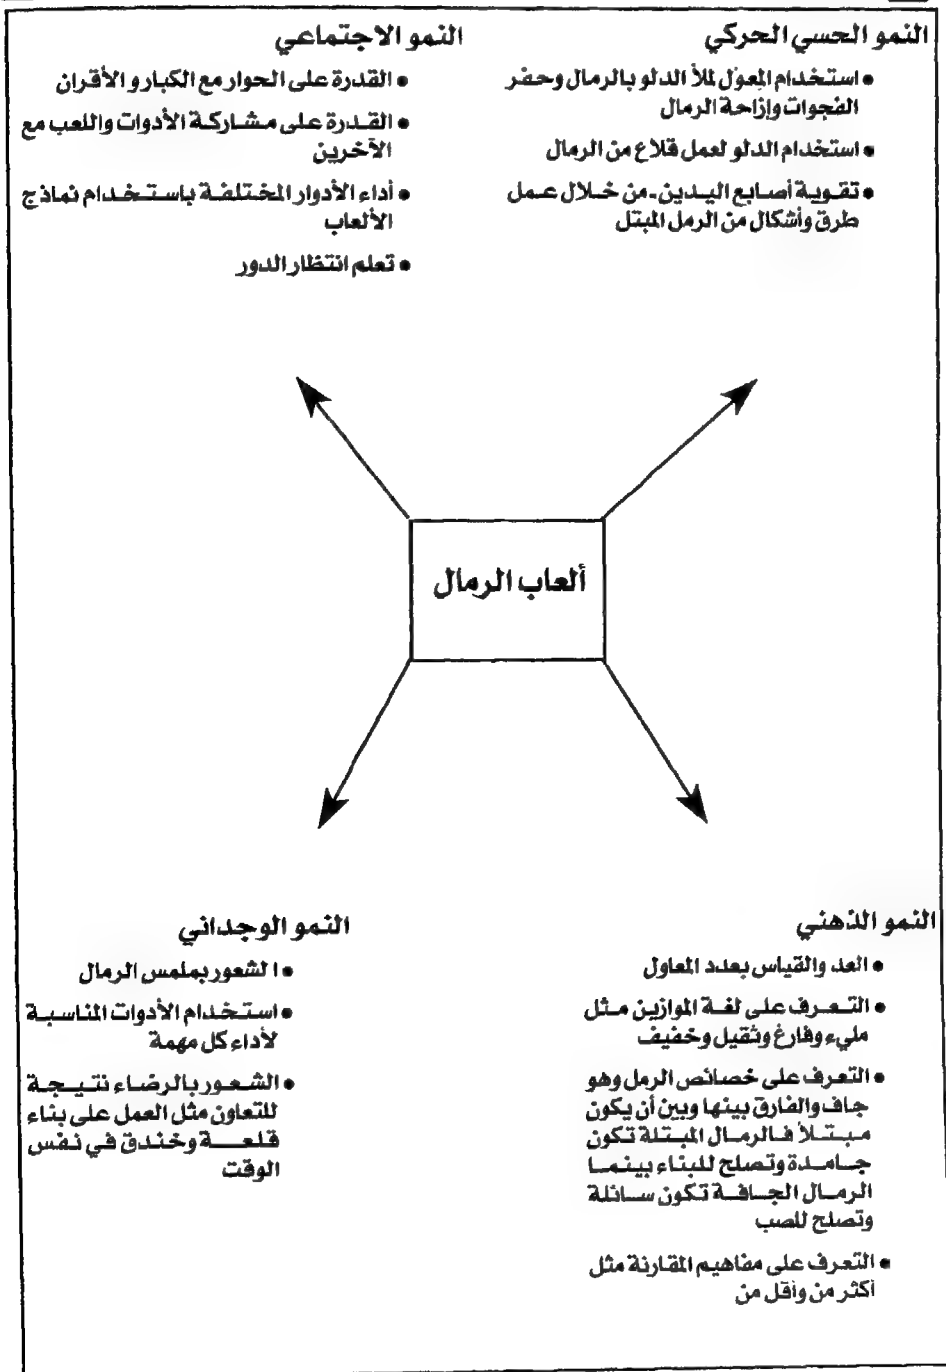 النمو الحسي الحركي
● استخدام المِعوَل لملأ الدلو بالرمال وحفر
الفجوات وإزاحة الرمال
● استخدام الدلو لعمل قلاع من الرمال
● تقوية أصابع اليدين - من خلال عمل
طرق وأشكال من الرمل المبتل
النمو الاجتماعي
● القدرة على الحوار مع الكبار و الأقران
● القدرة على مشاركة الأدوات واللعب مع
الآخرين
● أداء الأدوار المختلفة باستخدام نماذج
الألعاب
● تعلم انتظار الدور
ألعاب الرمال
النمو الذهني
● العد والقياس بعدد المعاول
● التعرف على لغة الموازين مثل
مليء وفارغ وثقيل وخفيف
● التعرف على خصائص الرمل وهو
جاف والفارق بينها وبين أن يكون
مبتلاً فالرمال المبتلة تكون
جامدة وتصلح للبناء بينما
الرمال الجافة تكون سائلة
وتصلح للصب
● التعرف على مفاهيم المقارنة مثل
أكثر من وأقل من
النمو الوجداني
● الشعور بملمس الرمال
● استخدام الأدوات المناسبة
لأداء كل مهمة
● الشعور بالرضاء نتيجة
للتعاون مثل العمل على بناء
قلعة وخندق في نفس
الوقت